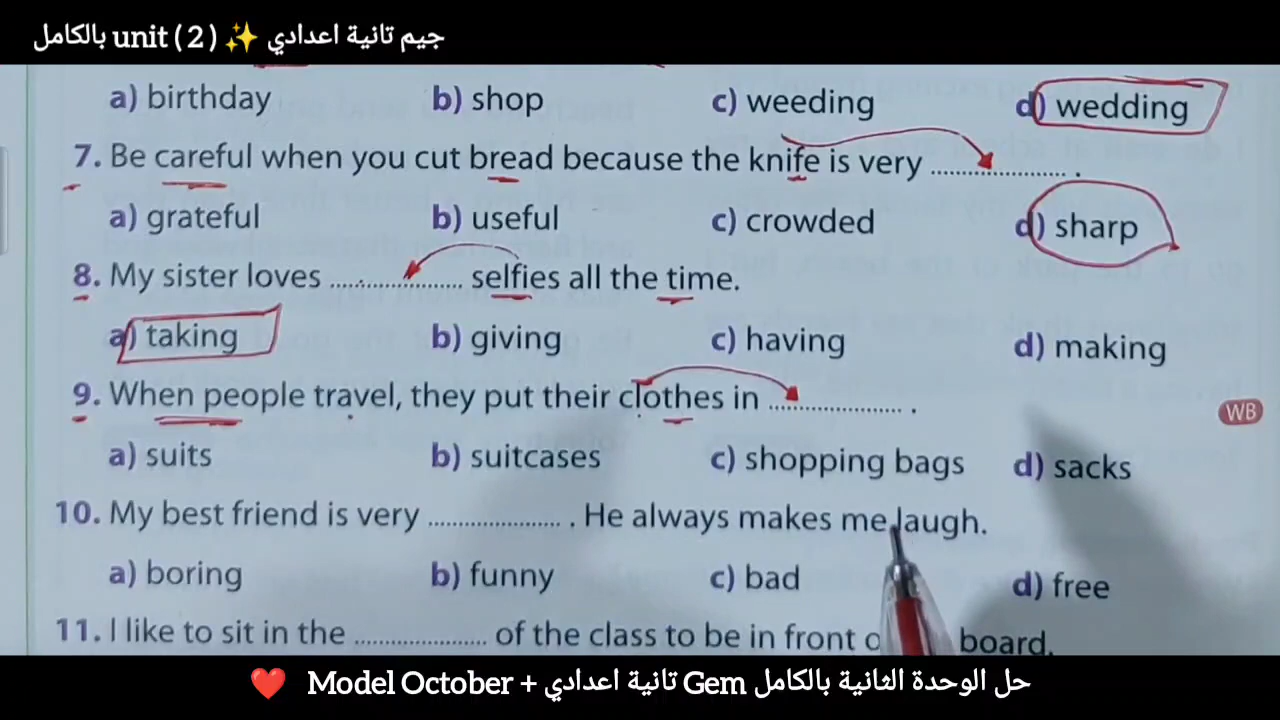 جيم تانية اعدادي ✨ unit ( 2 ) بالكامل
a) birthday b) shop c) weeding d) wedding
7. Be careful when you cut bread because the knife is very .................... .
a) grateful b) useful c) crowded d) sharp
8. My sister loves .................... selfies all the time.
a) taking b) giving c) having d) making
9. When people travel, they put their clothes in .................... .
WB
a) suits b) suitcases c) shopping bags d) sacks
10. My best friend is very .................... . He always makes me laugh.
a) boring b) funny c) bad d) free
11. I like to sit in the .................... of the class to be in front board.
حل الوحدة الثانية بالكامل Gem تانية اعدادي + Model October ❤️